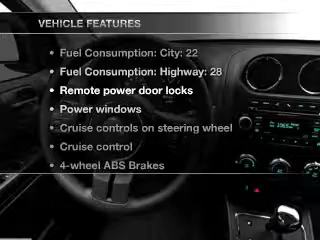 VEHICLE FEATURES
• Fuel Consumption: City: 22
• Fuel Consumption: Highway: 28
• Remote power door locks
• Power windows
• Cruise controls on steering wheel
• Cruise control
• 4-wheel ABS Brakes